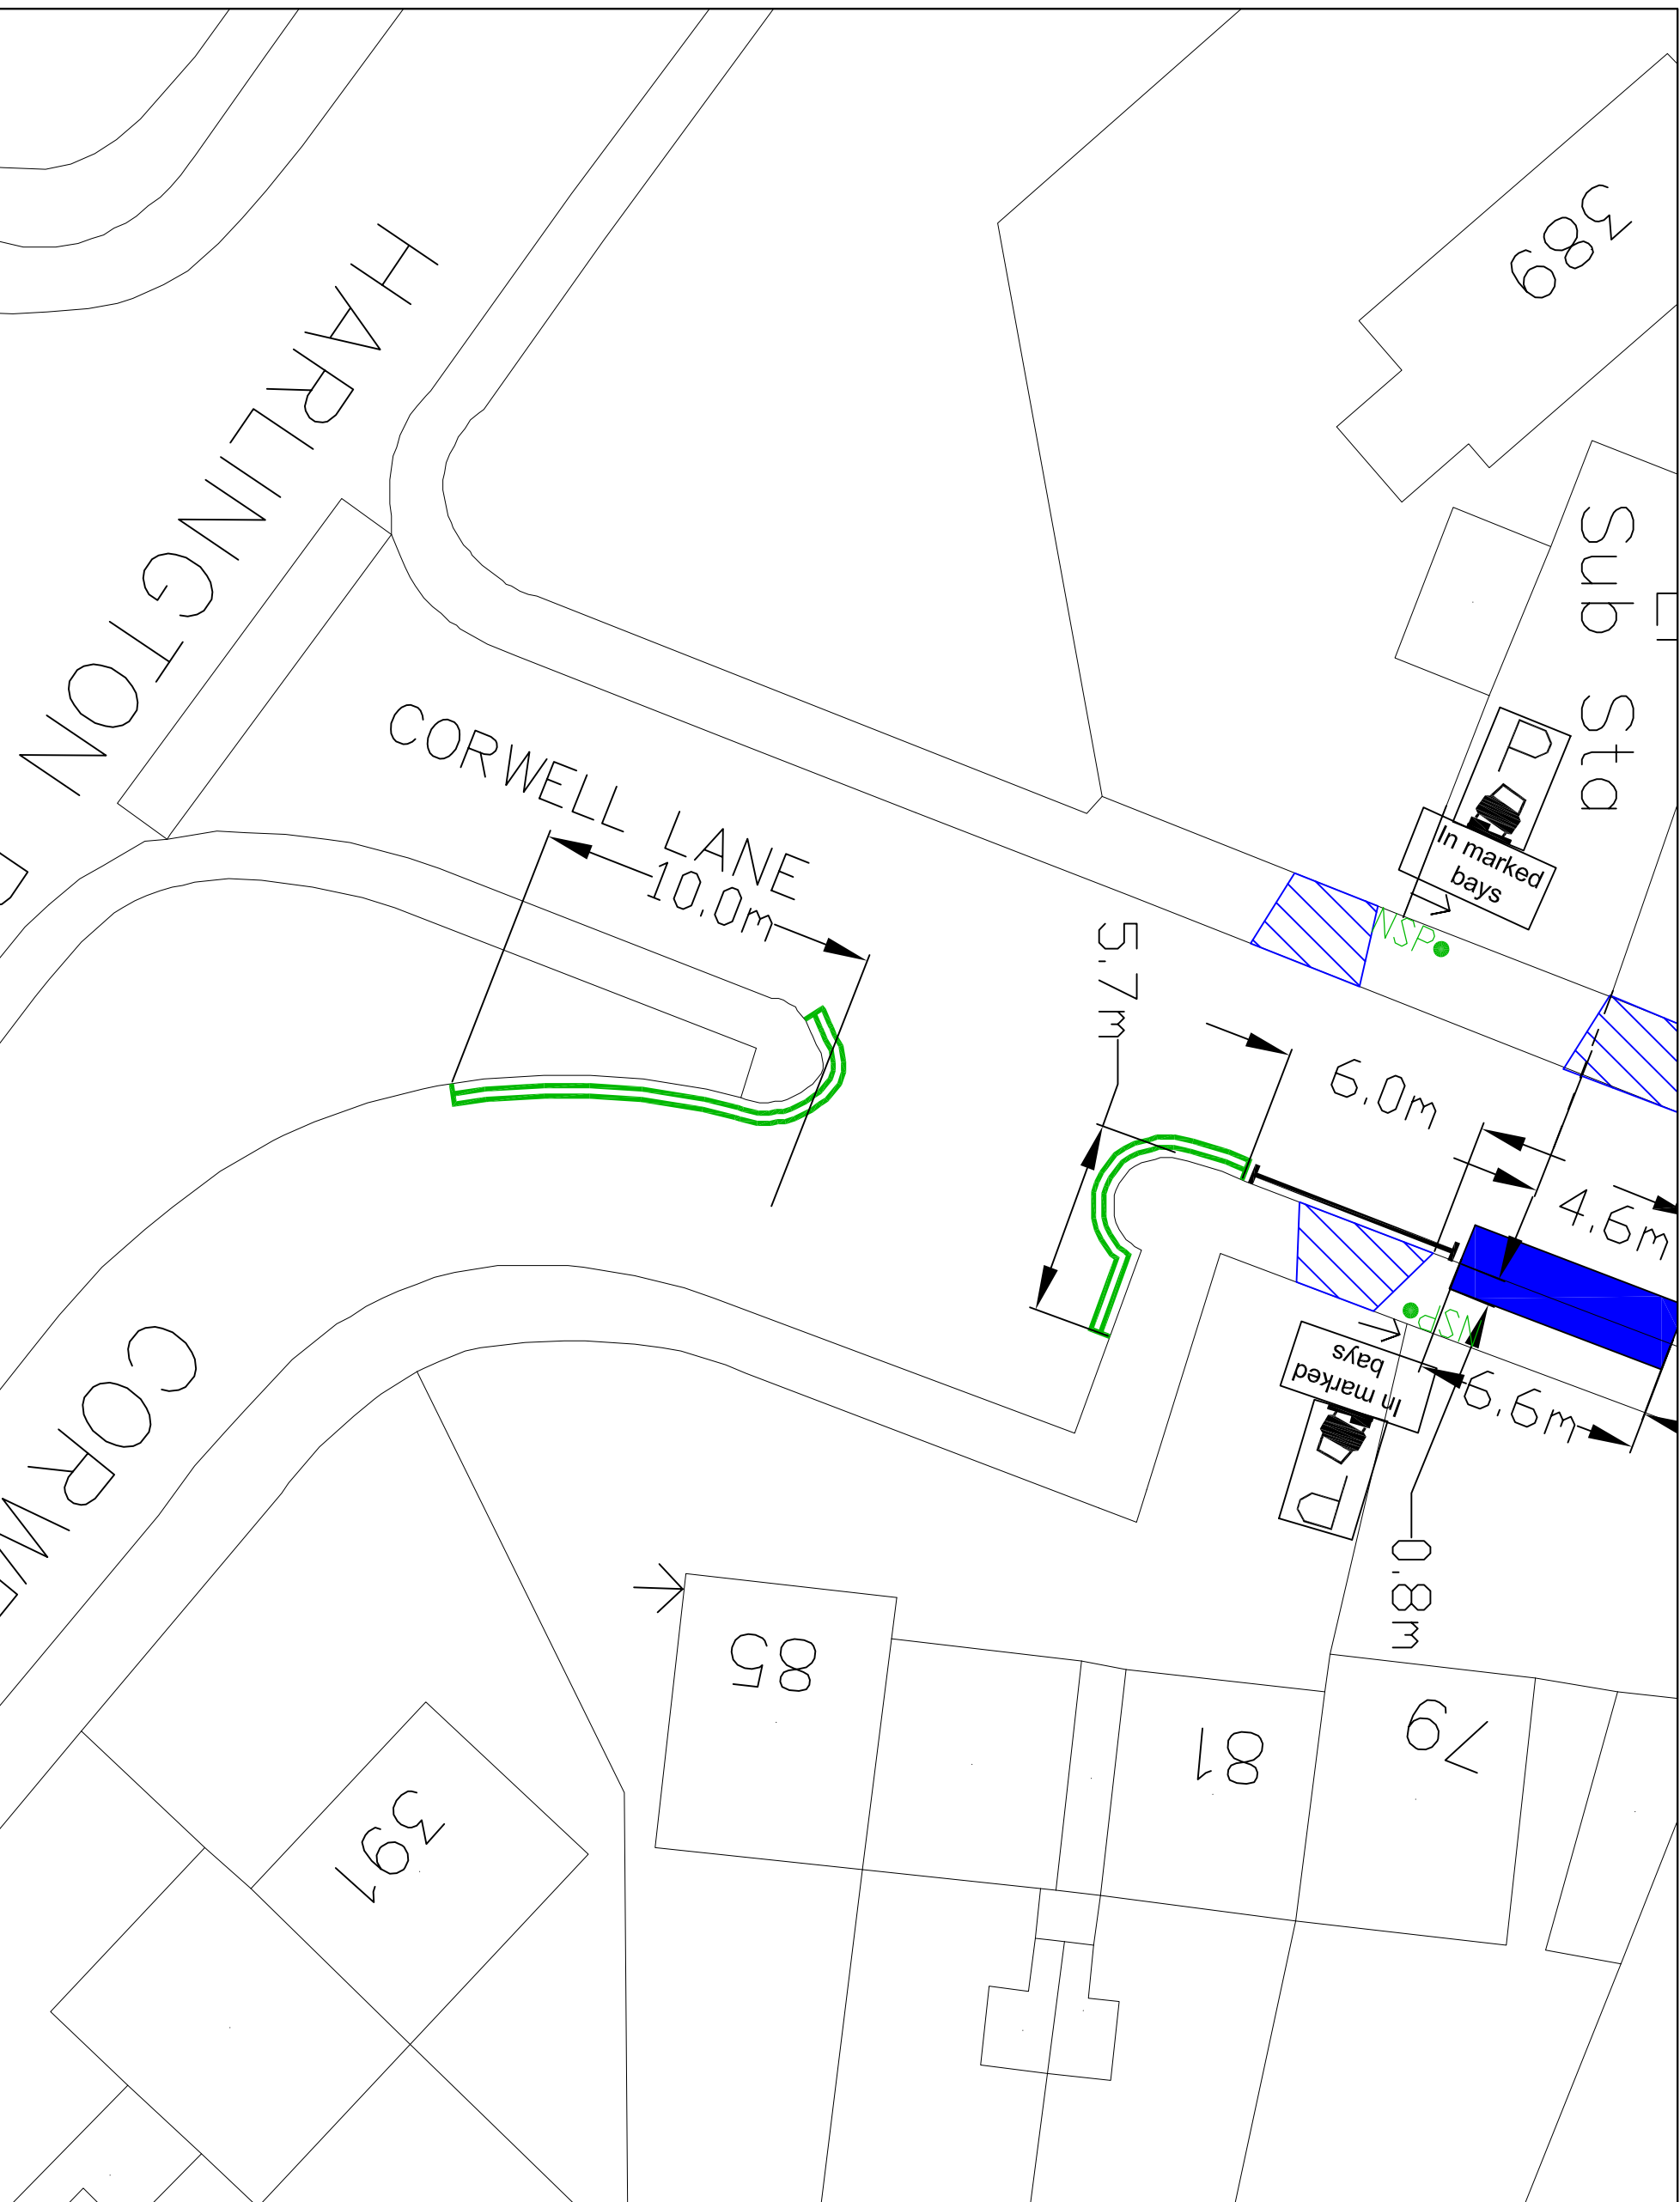 389
HARLINGTON
Sub Sta
P
In marked
bays
NSP
CORWELL LANE
10.0m
5.7m
6.0m
4.6m
NSP
In marked
bays
P
6.6m
0.8m
CORWE
85
81
79
391